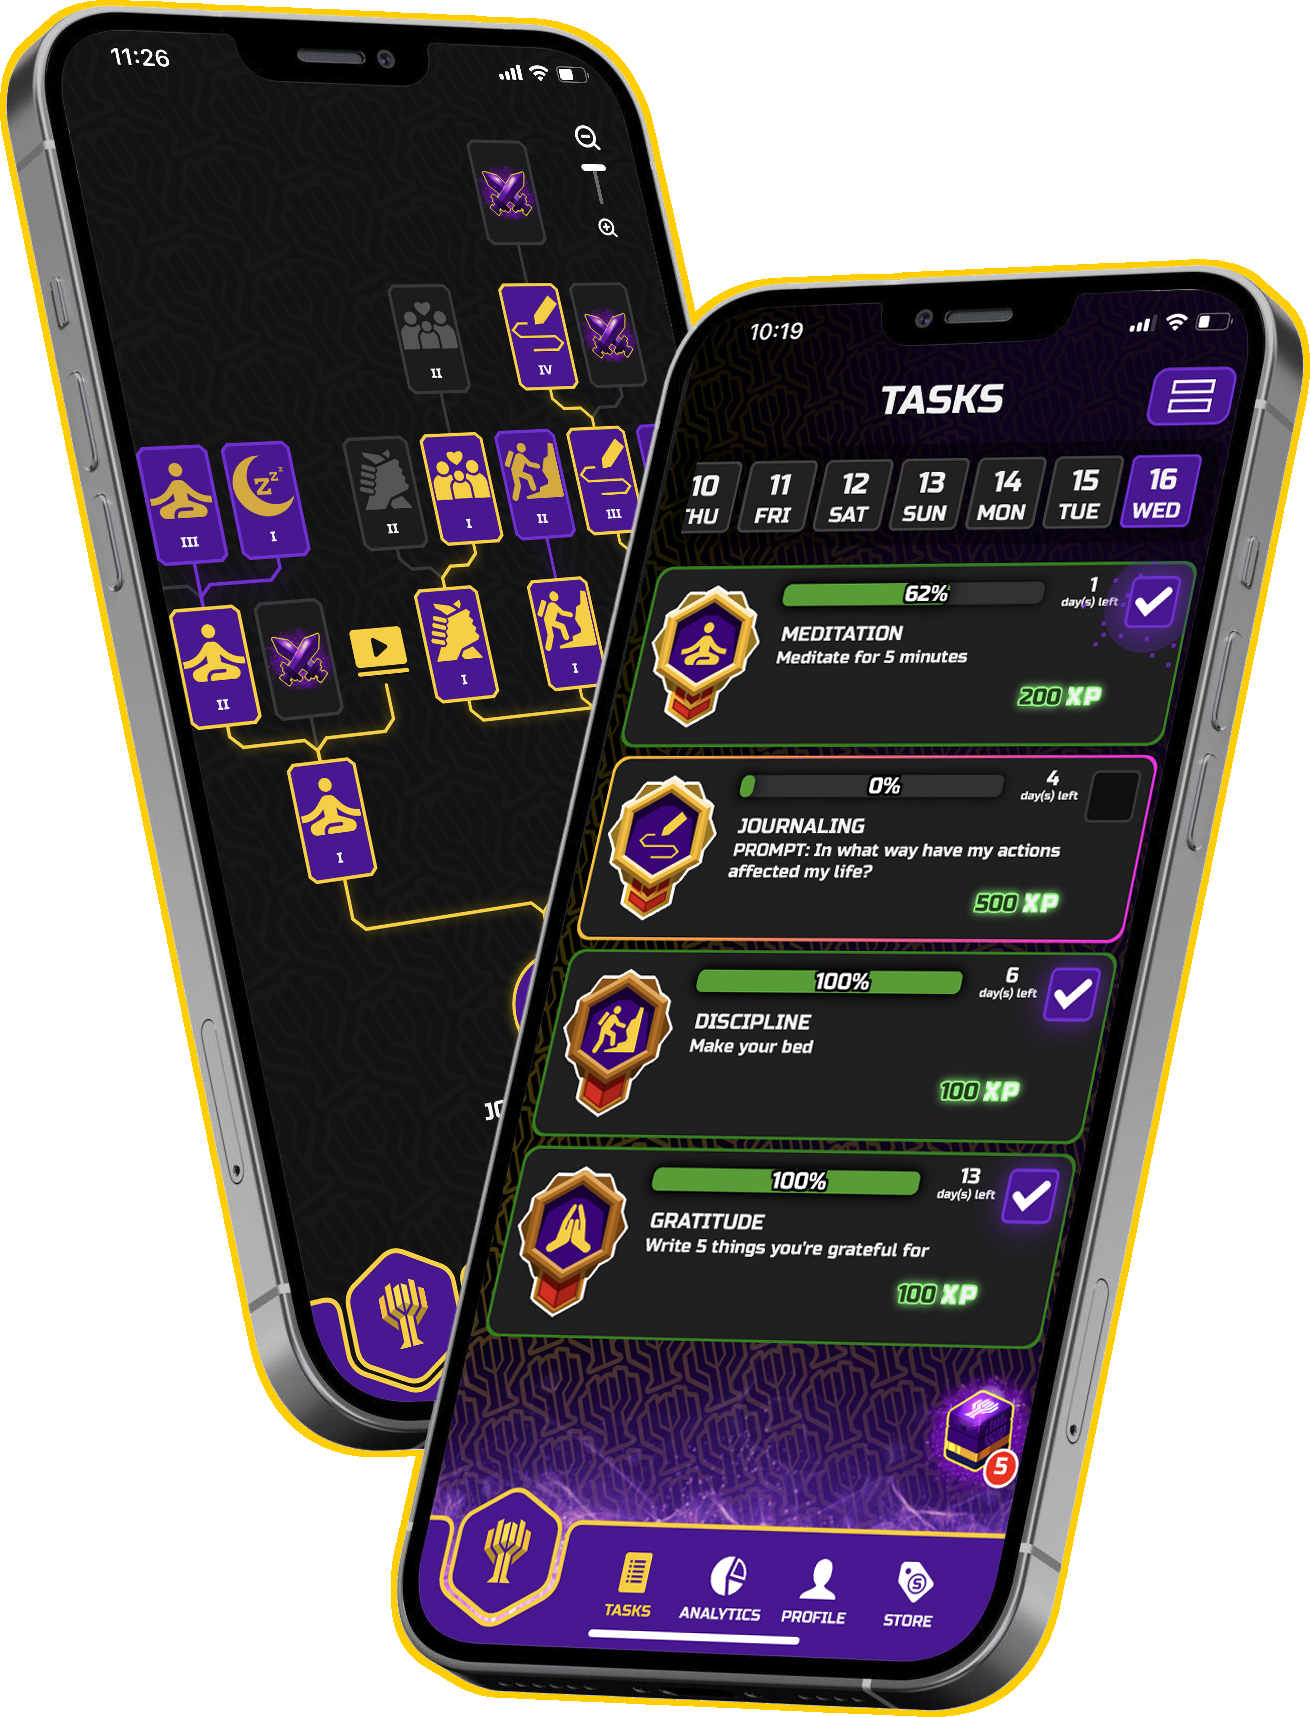 11:26
II
IV
III
I
II
I
II
III
II
I
I
I
10:19
TASKS
10
THU
11
FRI
12
SAT
13
SUN
14
MON
15
TUE
16
WED
62%
1
day(s) left
MEDITATION
Meditate for 5 minutes
200 XP
0%
4
day(s) left
JOURNALING
PROMPT: In what way have my actions
affected my life?
500 XP
100%
6
day(s) left
DISCIPLINE
Make your bed
100 XP
100%
13
day(s) left
GRATITUDE
Write 5 things you're grateful for
100 XP
5
TASKS
ANALYTICS
PROFILE
STORE